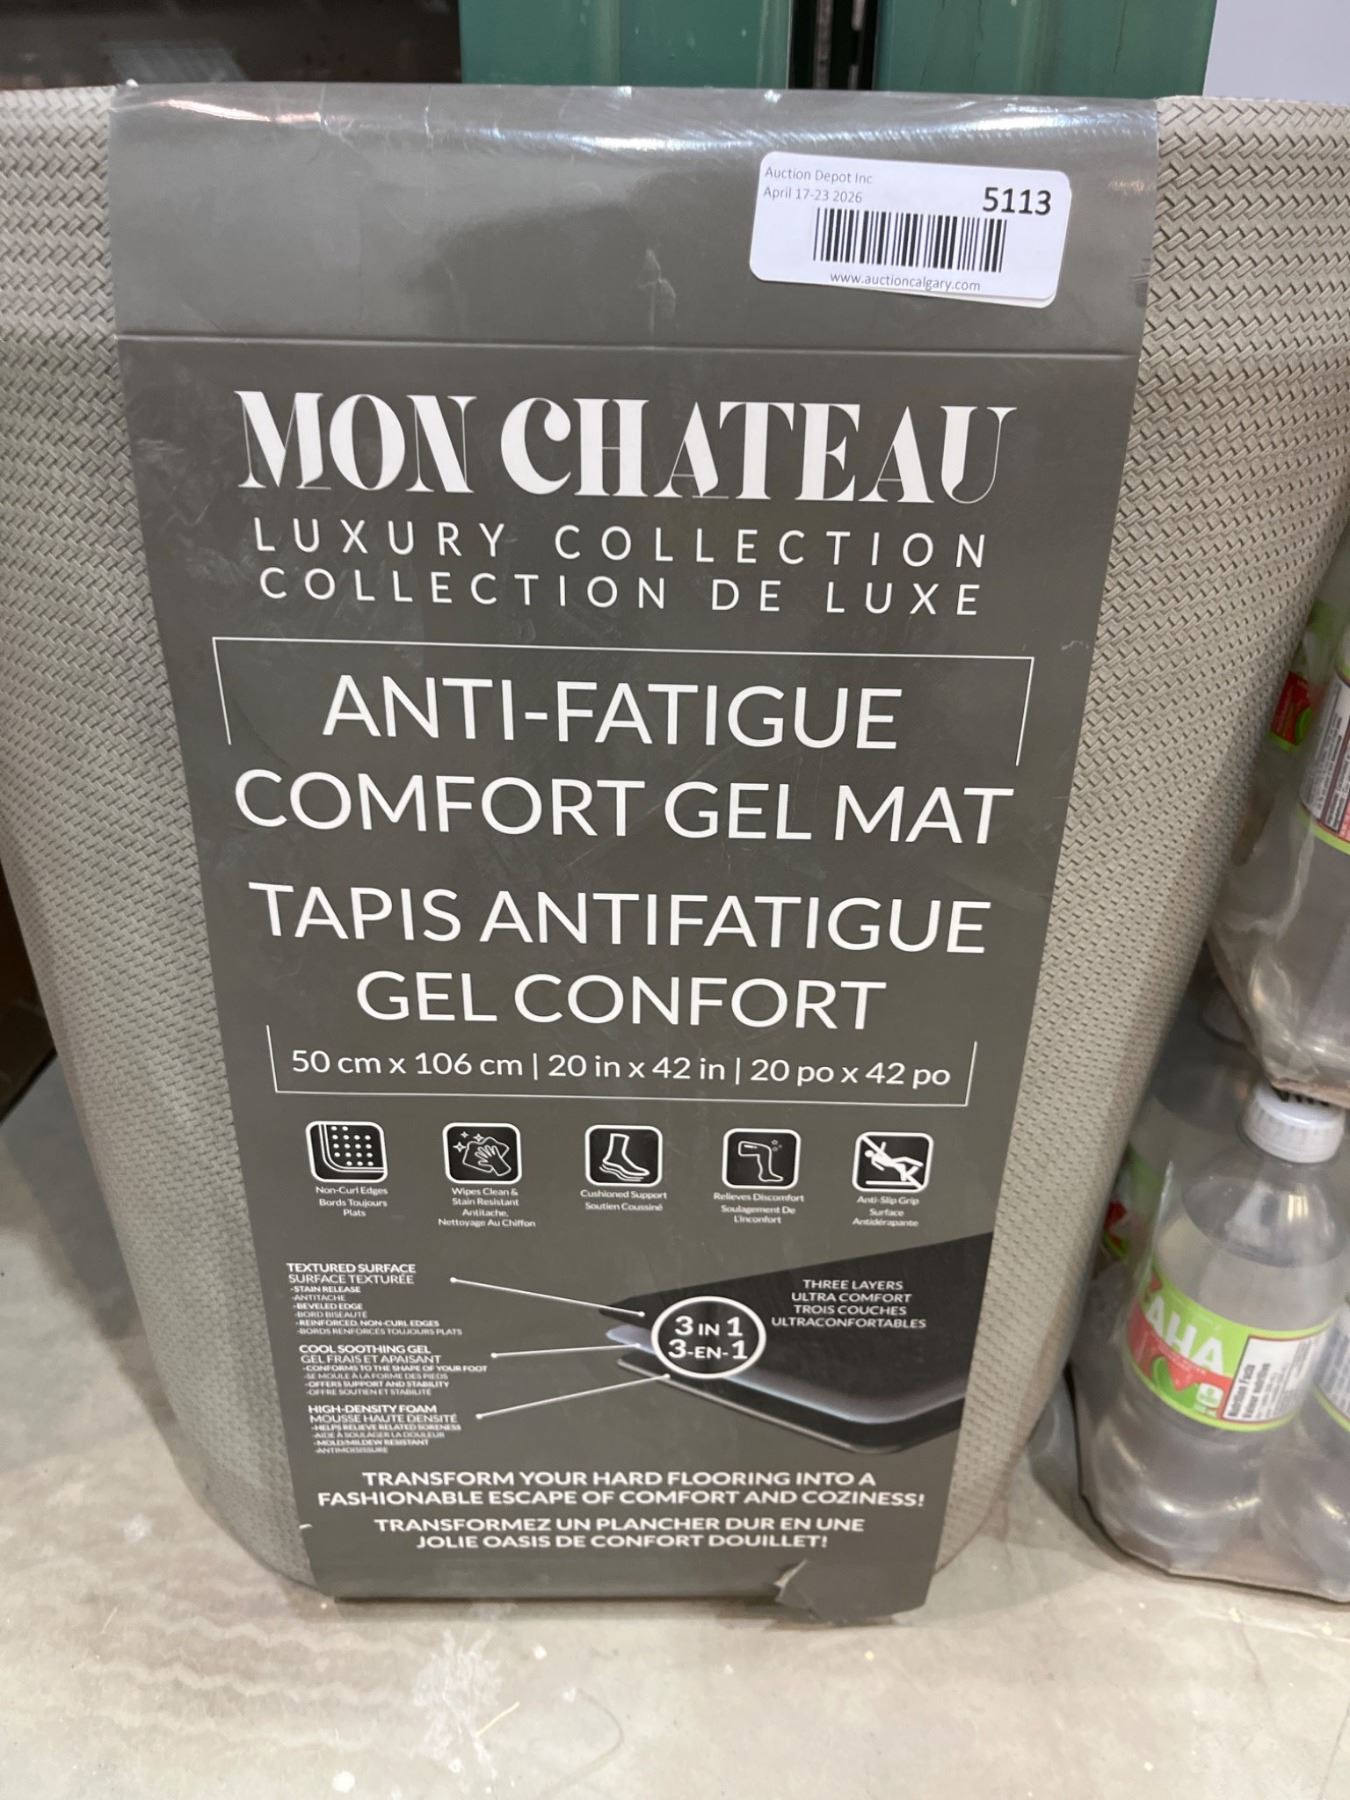 Auction Depot Inc
April 17-23 2026
5113
www.auctioncalgary.com
MON CHATEAU
LUXURY COLLECTION
COLLECTION DE LUXE
ANTI-FATIGUE
COMFORT GEL MAT
TAPIS ANTIFATIGUE
GEL CONFORT
50 cm x 106 cm | 20 in x 42 in | 20 po x 42 po
Non-Curl Edges
Bords Toujours
Plats
Wipes Clean &
Stain Resistant
Antitache,
Nettoyage Au Chiffon
Cushioned Support
Soutien Coussiné
Relieves Discomfort
Soulagement De
L'inconfort
Anti-Slip Grip
Surface
Antidérapante
TEXTURED SURFACE
SURFACE TEXTURÉE
-STAIN RELEASE
-ANTITACHE
-BEVELED EDGE
-BORD BISEAUTÉ
-REINFORCED, NON-CURL EDGES
-BORDS RENFORCÉS TOUJOURS PLATS
COOL SOOTHING GEL
GEL FRAIS ET APAISANT
-CONFORMS TO THE SHAPE OF YOUR FOOT
-SE MOULE À LA FORME DES PIEDS
-OFFERS SUPPORT AND STABILITY
-OFFRE SOUTIEN ET STABILITÉ
HIGH-DENSITY FOAM
MOUSSE HAUTE DENSITÉ
-HELPS RELIEVE RELATED SORENESS
-AIDE À SOULAGER LA DOULEUR
-MOLD/MILDEW RESISTANT
-ANTIMOISISSURE
3 IN 1
3-EN-1
THREE LAYERS
ULTRA COMFORT
TROIS COUCHES
ULTRACONFORTABLES
TRANSFORM YOUR HARD FLOORING INTO A
FASHIONABLE ESCAPE OF COMFORT AND COZINESS!
TRANSFORMEZ UN PLANCHER DUR EN UNE
JOLIE OASIS DE CONFORT DOUILLET!
AHA
Nutrition Facts